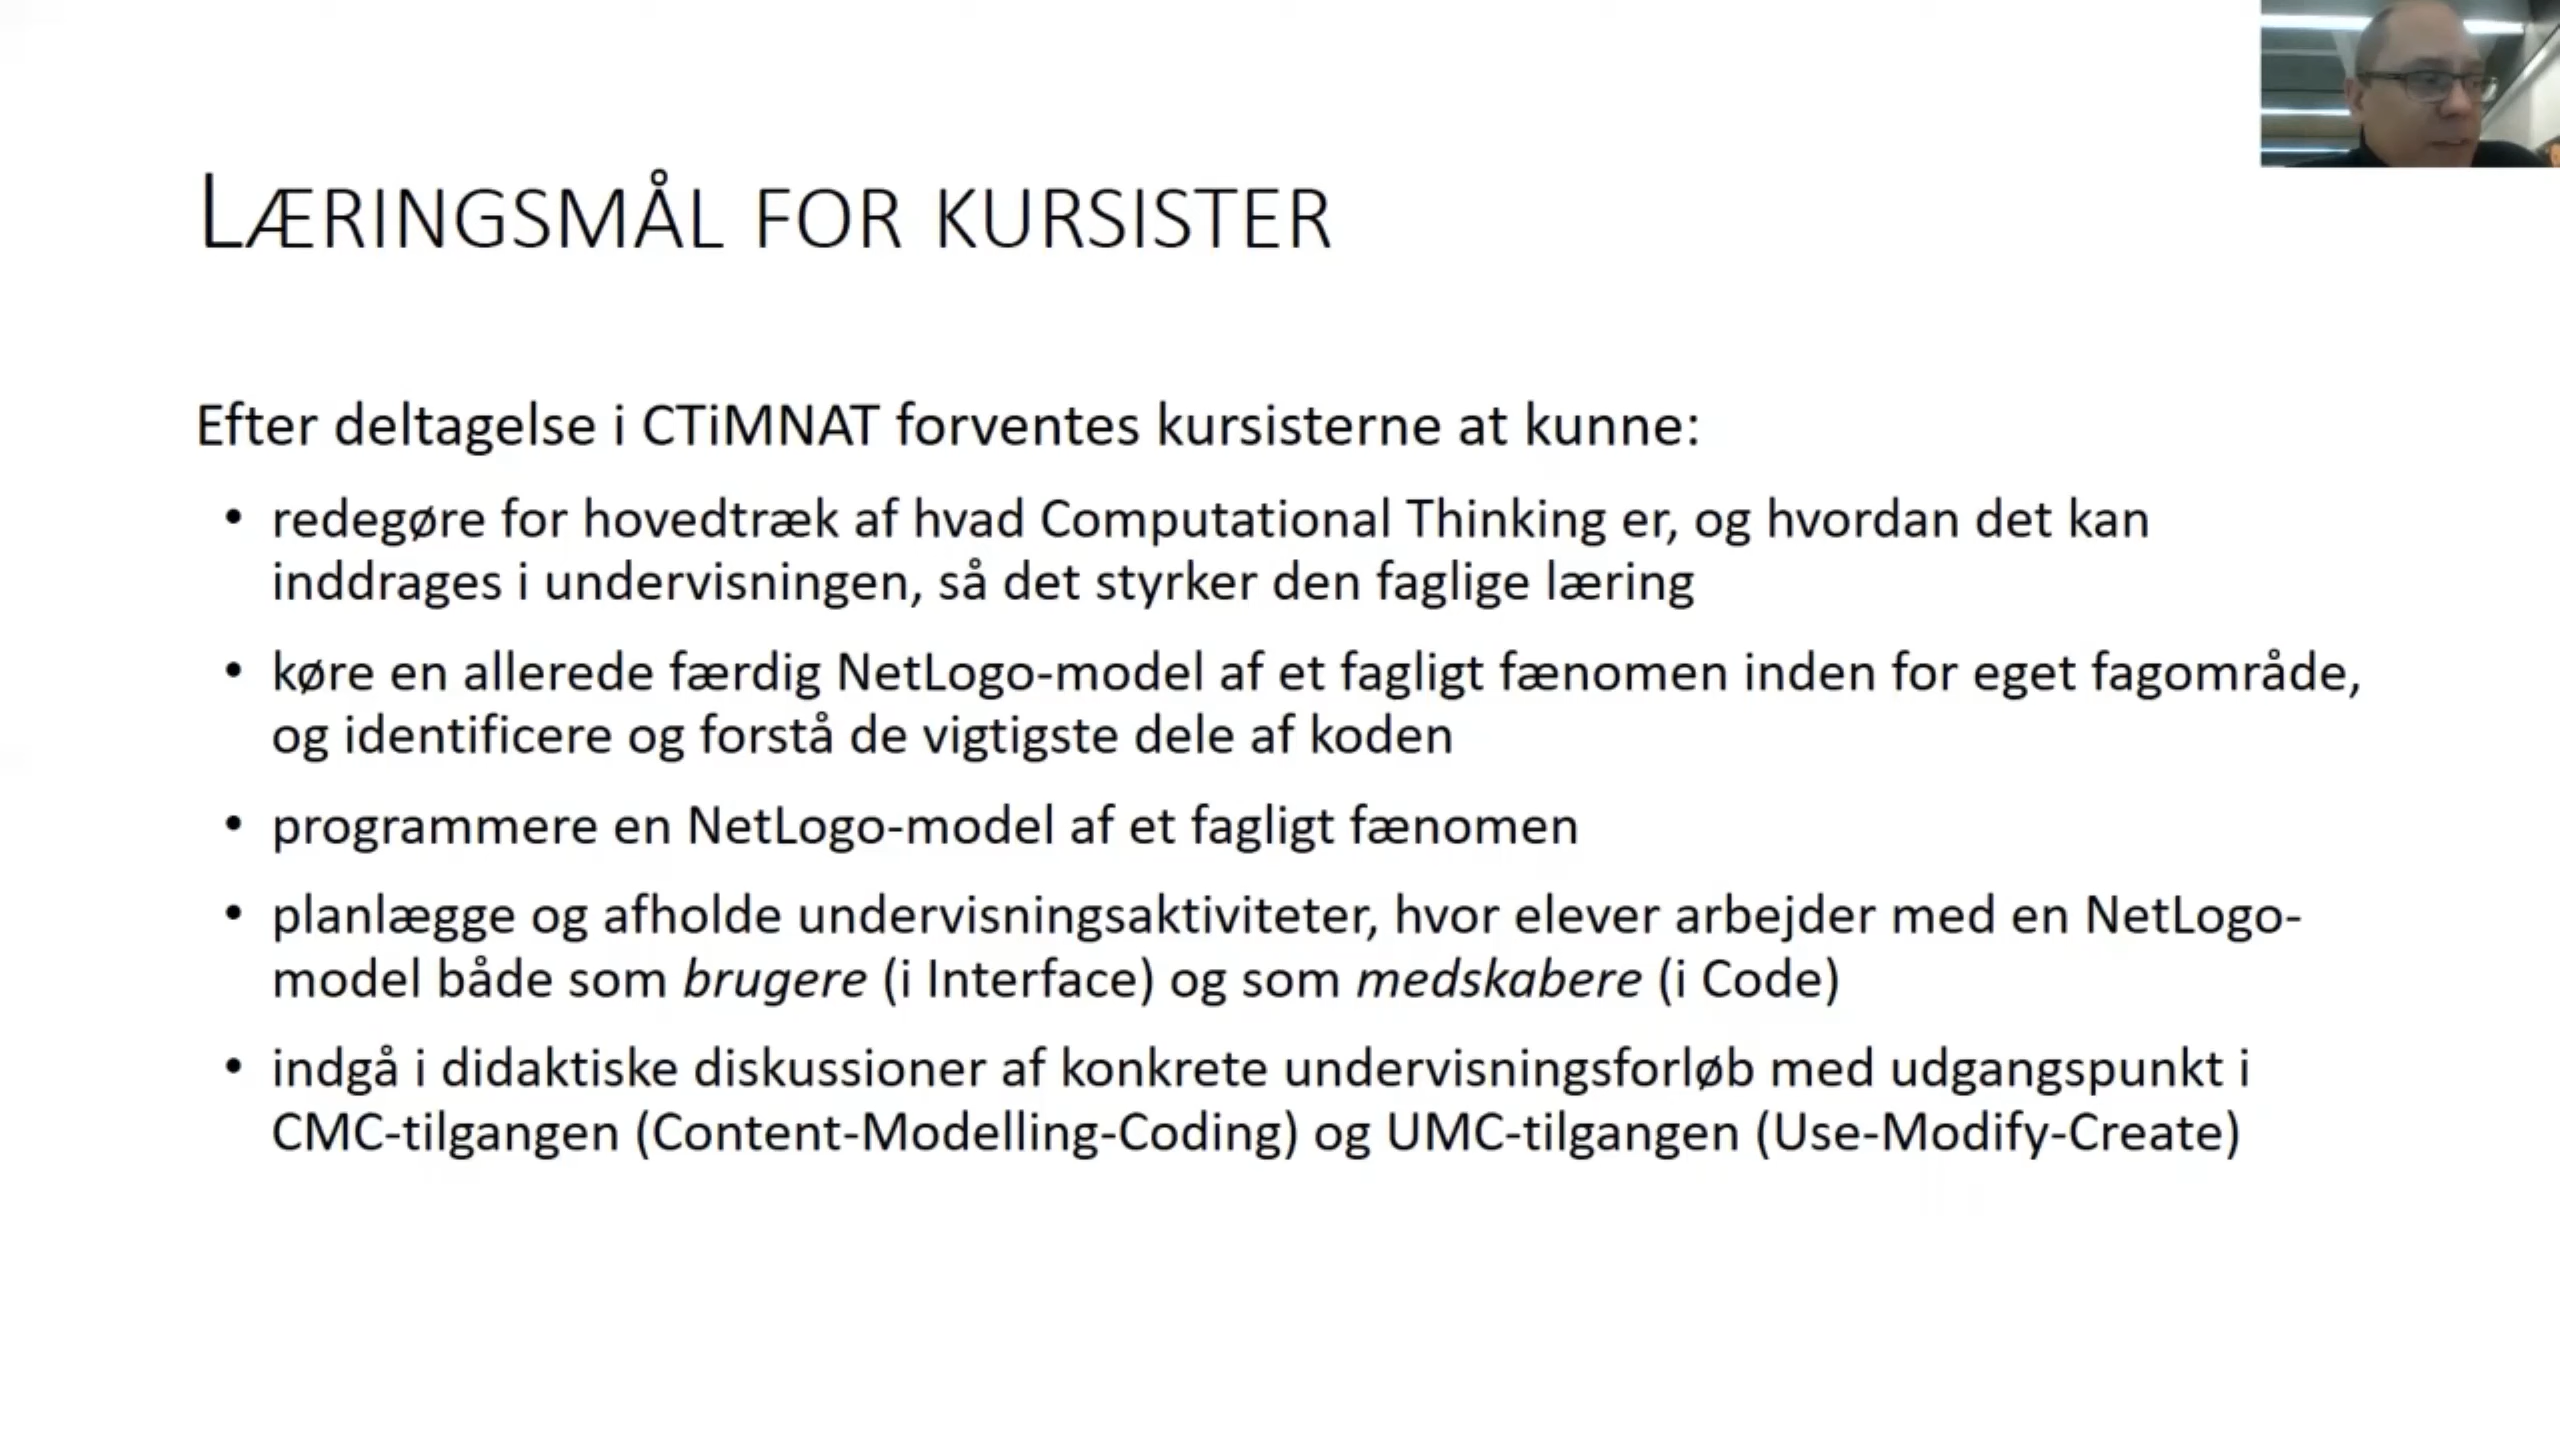 LÆRINGSMÅL FOR KURSISTER
Efter deltagelse i CTiMNAT forventes kursisterne at kunne:
• redegøre for hovedtræk af hvad Computational Thinking er, og hvordan det kan
inddrages i undervisningen, så det styrker den faglige læring
• køre en allerede færdig NetLogo-model af et fagligt fænomen inden for eget fagområde,
og identificere og forstå de vigtigste dele af koden
• programmere en NetLogo-model af et fagligt fænomen
• planlægge og afholde undervisningsaktiviteter, hvor elever arbejder med en NetLogo-
model både som brugere (i Interface) og som medskabere (i Code)
• indgå i didaktiske diskussioner af konkrete undervisningsforløb med udgangspunkt i
CMC-tilgangen (Content-Modelling-Coding) og UMC-tilgangen (Use-Modify-Create)